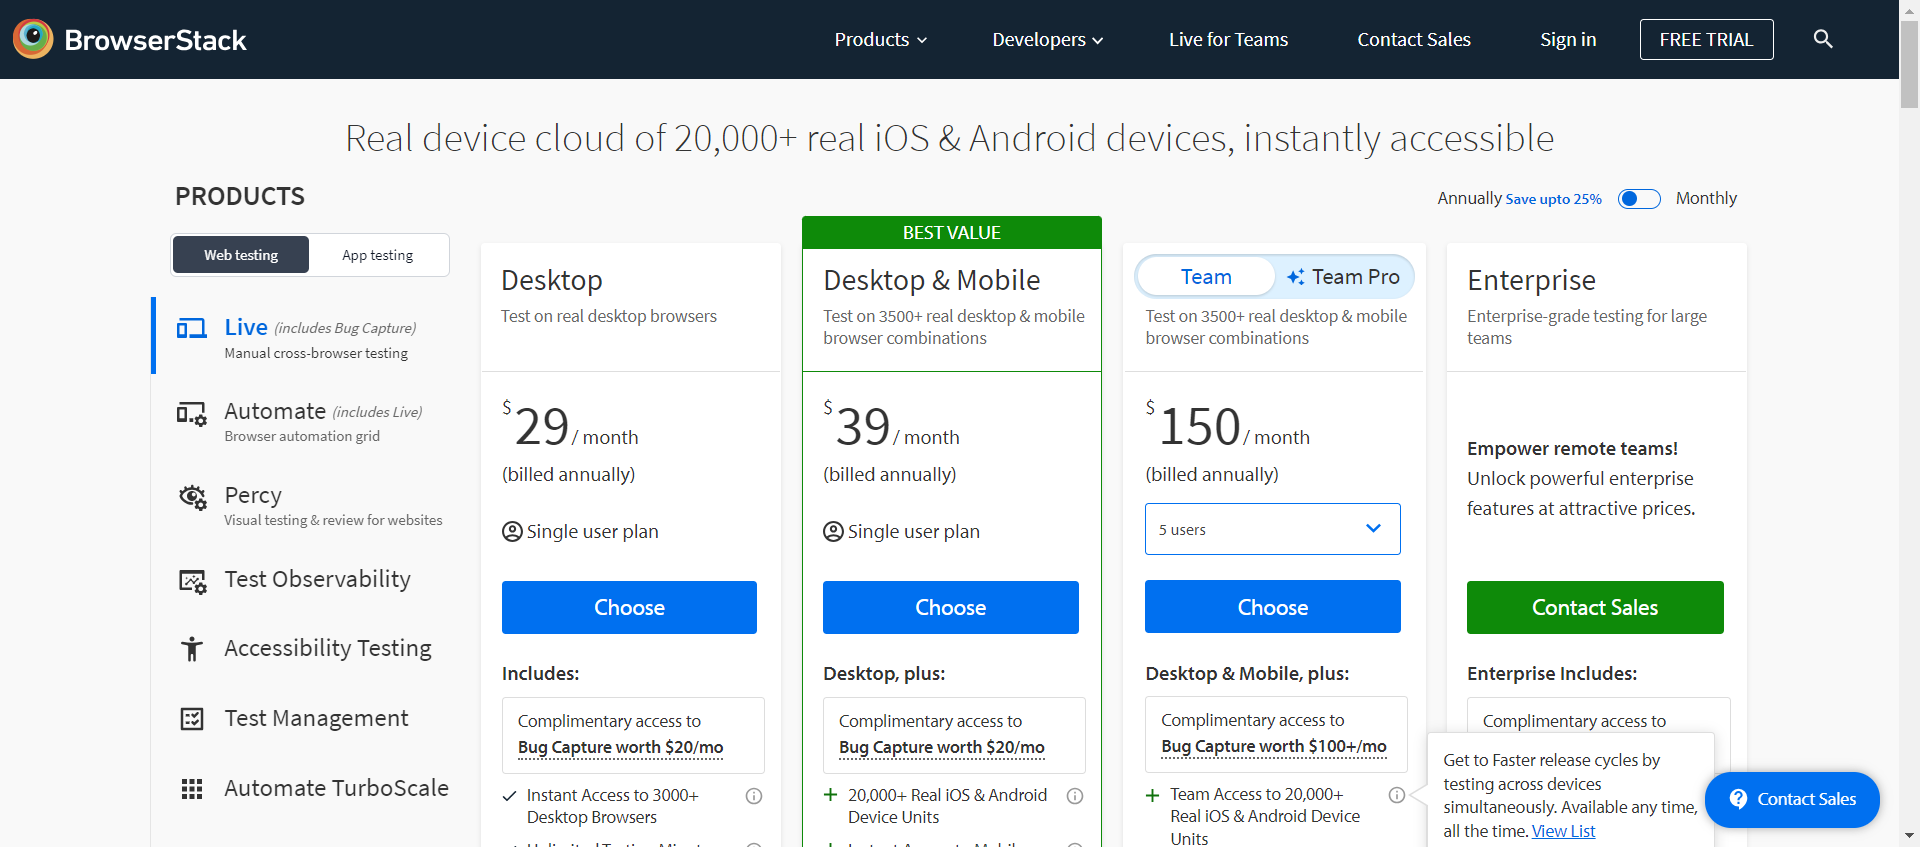 BrowserStack
Products
Developers
Live for Teams
Contact Sales
Sign in
FREE TRIAL
Real device cloud of 20,000+ real iOS & Android devices, instantly accessible
PRODUCTS
Annually Save upto 25%
Monthly
Web testing
App testing
Live (includes Bug Capture)
Manual cross-browser testing
Automate (includes Live)
Browser automation grid
Percy
Visual testing & review for websites
Test Observability
Accessibility Testing
Test Management
Automate TurboScale
Desktop
Test on real desktop browsers
$29/ month
(billed annually)
Single user plan
Choose
Includes:
Complimentary access to
Bug Capture worth $20/mo
Instant Access to 3000+
Desktop Browsers
BEST VALUE
Desktop & Mobile
Test on 3500+ real desktop & mobile
browser combinations
$39/ month
(billed annually)
Single user plan
Choose
Desktop, plus:
Complimentary access to
Bug Capture worth $20/mo
20,000+ Real iOS & Android
Device Units
Team
Team Pro
Test on 3500+ real desktop & mobile
browser combinations
$150/ month
(billed annually)
5 users
Choose
Desktop & Mobile, plus:
Complimentary access to
Bug Capture worth $100+/mo
Team Access to 20,000+
Real iOS & Android Device
Units
Enterprise
Enterprise-grade testing for large
teams
Empower remote teams!
Unlock powerful enterprise
features at attractive prices.
Contact Sales
Enterprise Includes:
Complimentary access to
Get to Faster release cycles by
testing across devices
simultaneously. Available any time,
all the time. View List
Contact Sales